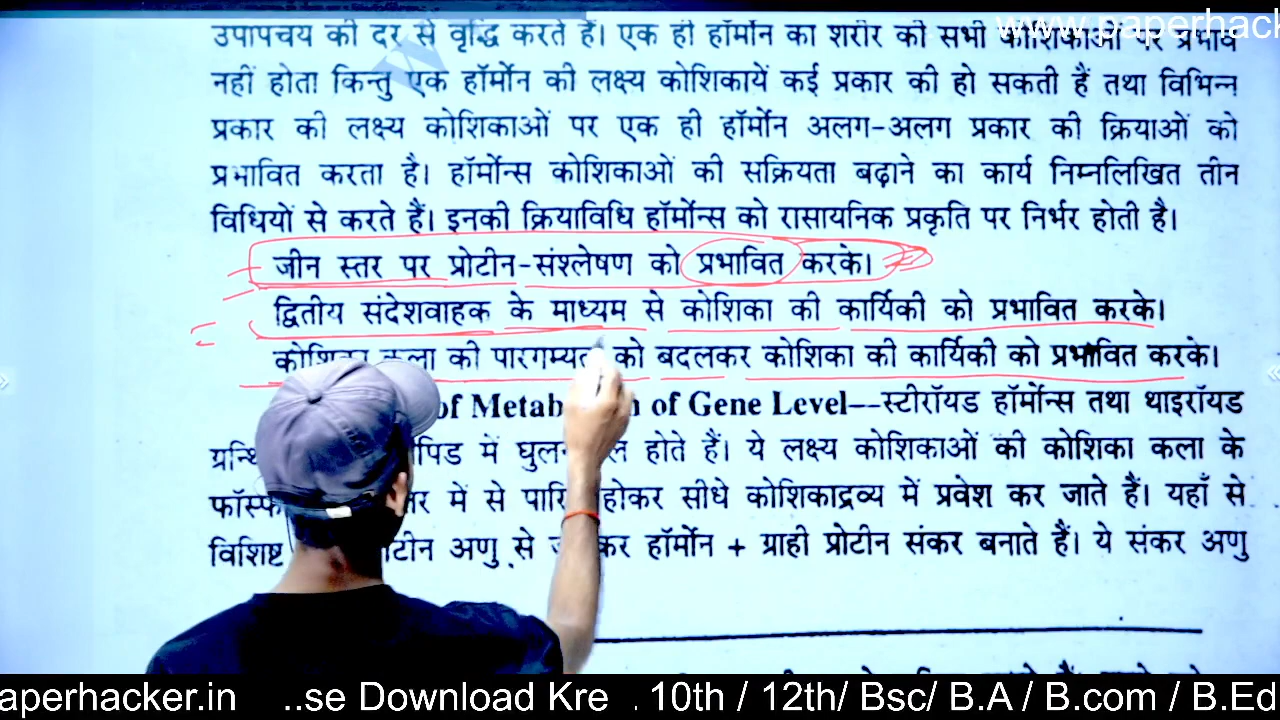 www.paperhacker
उपापचय की दर से वृद्धि करते हैं। एक ही हॉर्मोन का शरीर की सभी कोशिकाओं पर प्रभाव
नहीं होता किन्तु एक हॉर्मोन की लक्ष्य कोशिकायें कई प्रकार की हो सकती हैं तथा विभिन्न
प्रकार की लक्ष्य कोशिकाओं पर एक ही हॉर्मोन अलग-अलग प्रकार की क्रियाओं को
प्रभावित करता है। हॉर्मोन्स कोशिकाओं की सक्रियता बढ़ाने का कार्य निम्नलिखित तीन
विधियों से करते हैं। इनकी क्रियाविधि हॉर्मोन्स को रासायनिक प्रकृति पर निर्भर होती है।
जीन स्तर पर प्रोटीन-संश्लेषण को प्रभावित करके।
द्वितीय संदेशवाहक के माध्यम से कोशिका की कार्यिकी को प्रभावित करके।
कोशिका कला की पारगम्यता को बदलकर कोशिका की कार्यिकी को प्रभावित करके।
of of Gene Level—स्टीरॉयड हॉर्मोन्स तथा थाइरॉयड
में होते हैं। ये लक्ष्य कोशिकाओं की कोशिका कला के
में से होकर सीधे कोशिकाद्रव्य में प्रवेश कर जाते हैं। यहाँ से
विशिष्ट अणु से हॉर्मोन + ग्राही प्रोटीन संकर बनाते हैं। ये संकर अणु
aperhacker.in ..se Download Kre . 10th / 12th/ Bsc/ B.A / B.com / B.Ed